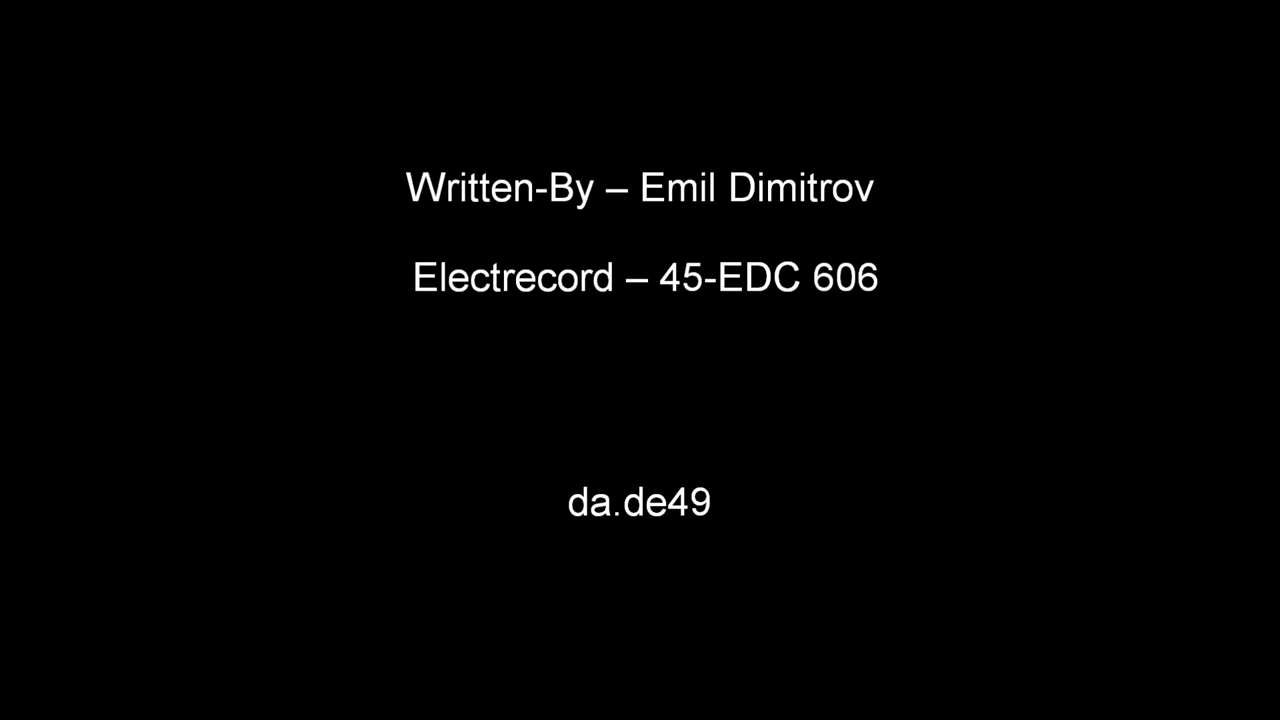 Written-By – Emil Dimitrov
Electrecord – 45-EDC 606
da.de49